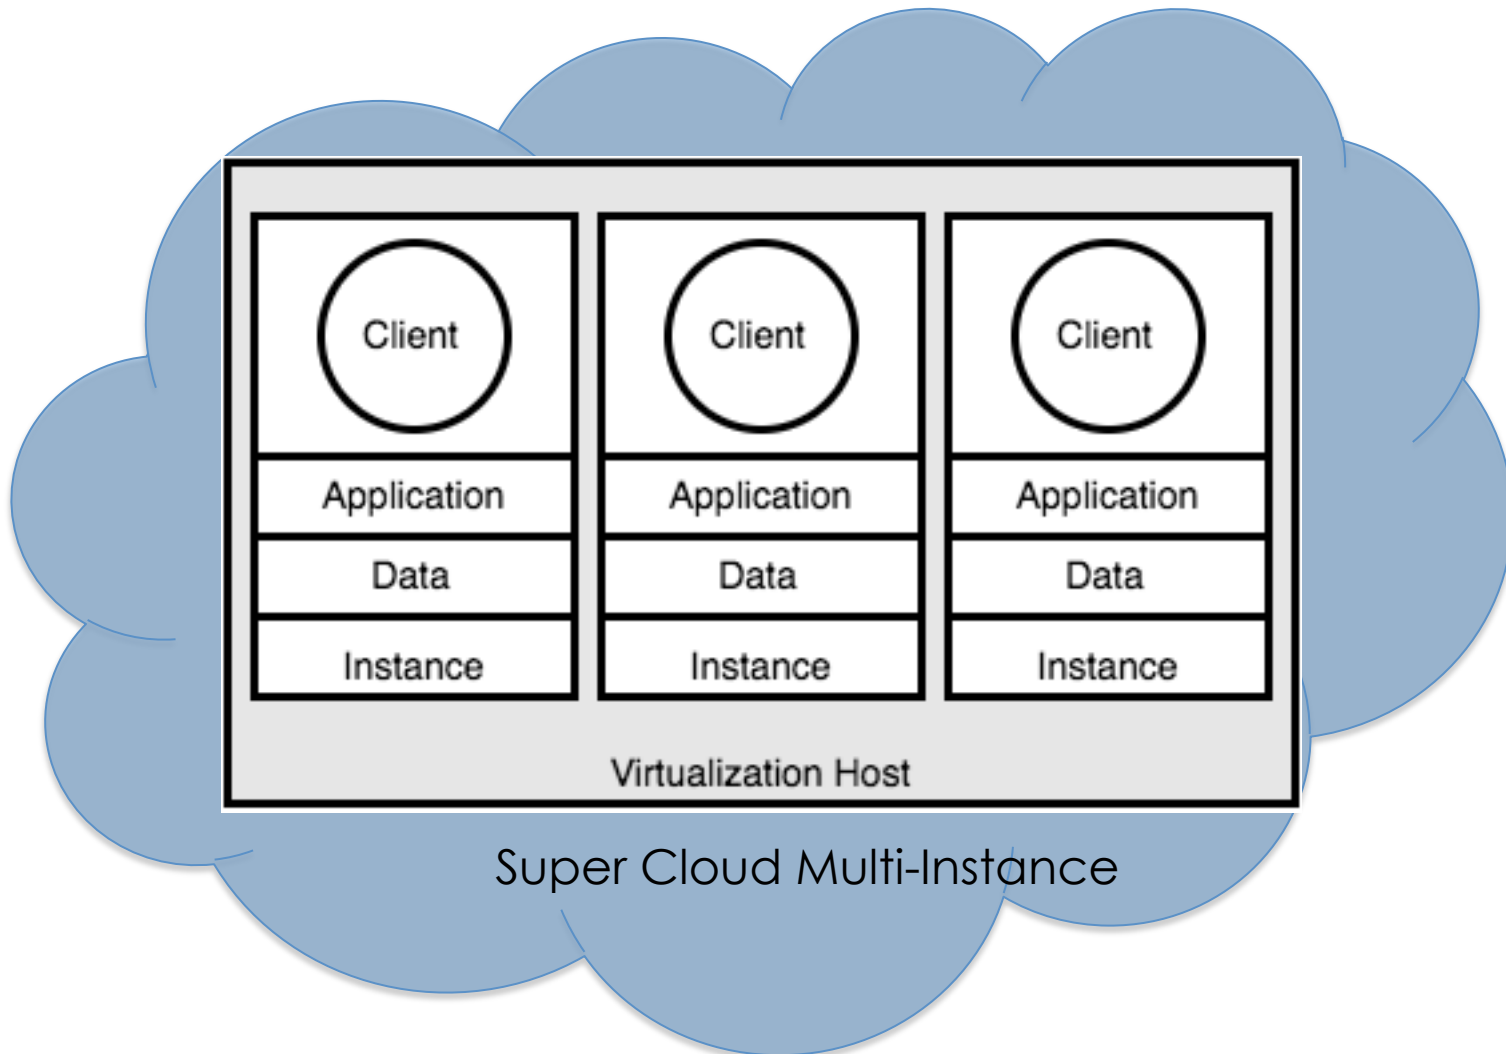 Client Client Client
Application Application Application
Data Data Data
Instance Instance Instance
Virtualization Host
Super Cloud Multi-Instance